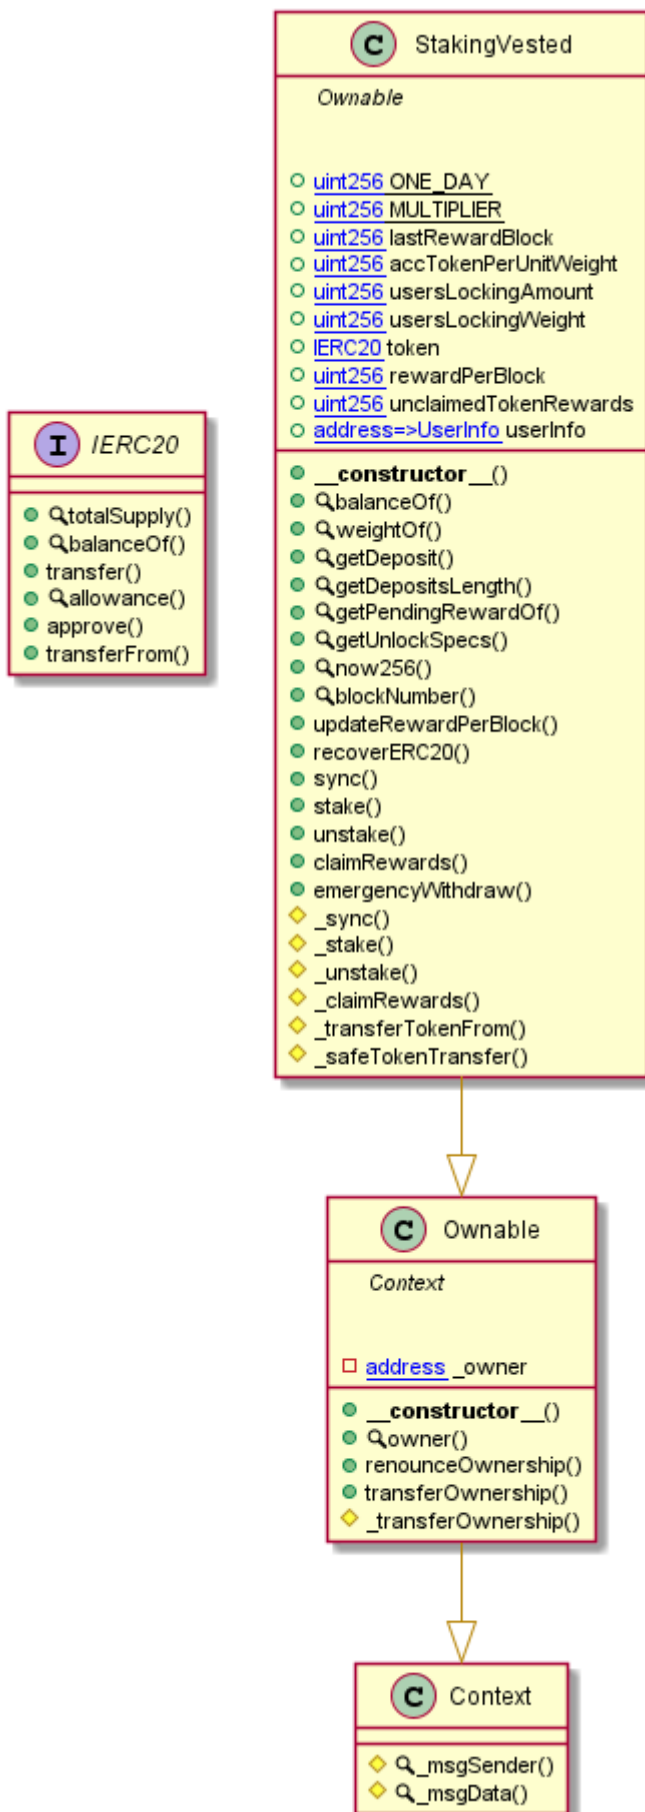 C StakingVested
Ownable
uint256 ONE_DAY
uint256 MULTIPLIER
uint256 lastRewardBlock
uint256 accTokenPerUnitWeight
uint256 usersLockingAmount
uint256 usersLockingWeight
IERC20 token
uint256 rewardPerBlock
uint256 unclaimedTokenRewards
address=>UserInfo userInfo
__constructor__()
balanceOf()
weightOf()
getDeposit()
getDepositsLength()
getPendingRewardOf()
getUnlockSpecs()
now256()
blockNumber()
updateRewardPerBlock()
recoverERC20()
sync()
stake()
unstake()
claimRewards()
emergencyWithdraw()
_sync()
_stake()
_unstake()
_claimRewards()
_transferTokenFrom()
_safeTokenTransfer()
I IERC20
totalSupply()
balanceOf()
transfer()
allowance()
approve()
transferFrom()
C Ownable
Context
address _owner
__constructor__()
owner()
renounceOwnership()
transferOwnership()
_transferOwnership()
C Context
_msgSender()
_msgData()